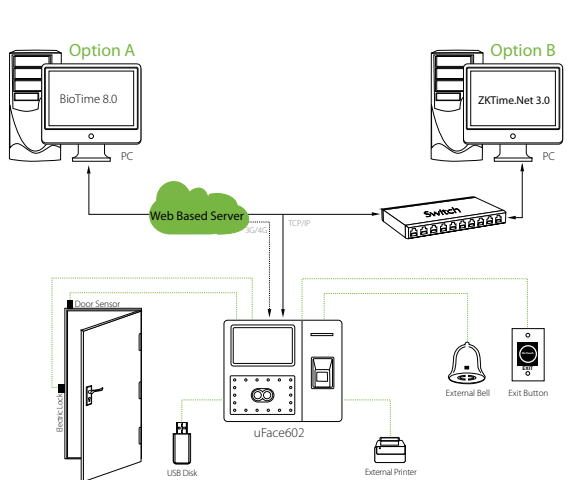 Option A
Option B
BioTime 8.0
ZKTime.Net 3.0
PC
PC
Web Based Server
Switch
3G/4G
TCP/IP
Door Sensor
Electric Lock
EXIT
External Bell
Exit Button
uFace602
USB Disk
External Printer